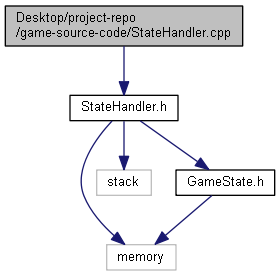 Desktop/project-repo
/game-source-code/StateHandler.cpp
StateHandler.h
stack
GameState.h
memory